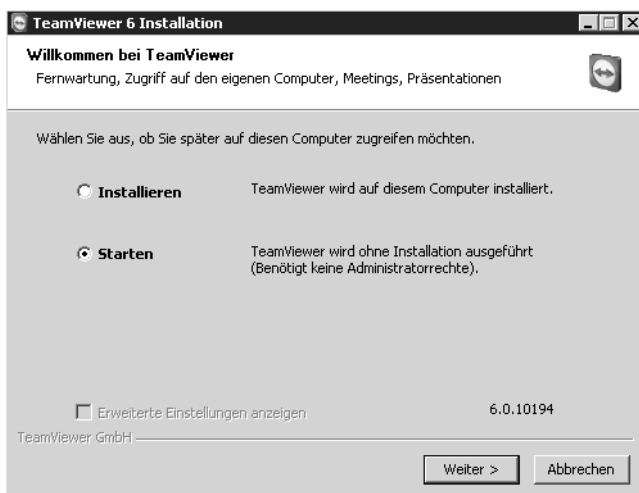 TeamViewer 6 Installation
Willkommen bei TeamViewer
Fernwartung, Zugriff auf den eigenen Computer, Meetings, Präsentationen
Wählen Sie aus, ob Sie später auf diesen Computer zugreifen möchten.
Installieren TeamViewer wird auf diesem Computer installiert.
Starten TeamViewer wird ohne Installation ausgeführt
(Benötigt keine Administratorrechte).
Erweiterte Einstellungen anzeigen 6.0.10194
TeamViewer GmbH
Weiter > Abbrechen